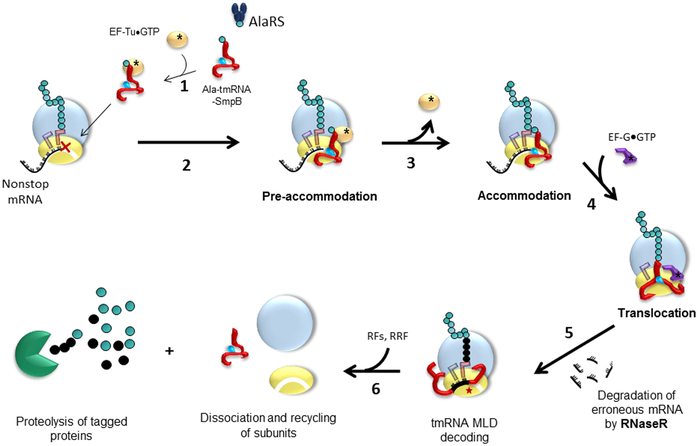 AlaRS
EF-Tu•GTP
*
*
1
Ala-tmRNA
-SmpB
Nonstop
mRNA
2
*
Pre-accommodation
*
3
Accommodation
EF-G•GTP
*
4
*
Translocation
5
Degradation of
erroneous mRNA
by RNaseR
tmRNA MLD
decoding
RFs, RRF
6
Dissociation and recycling
of subunits
+
Proteolysis of tagged
proteins